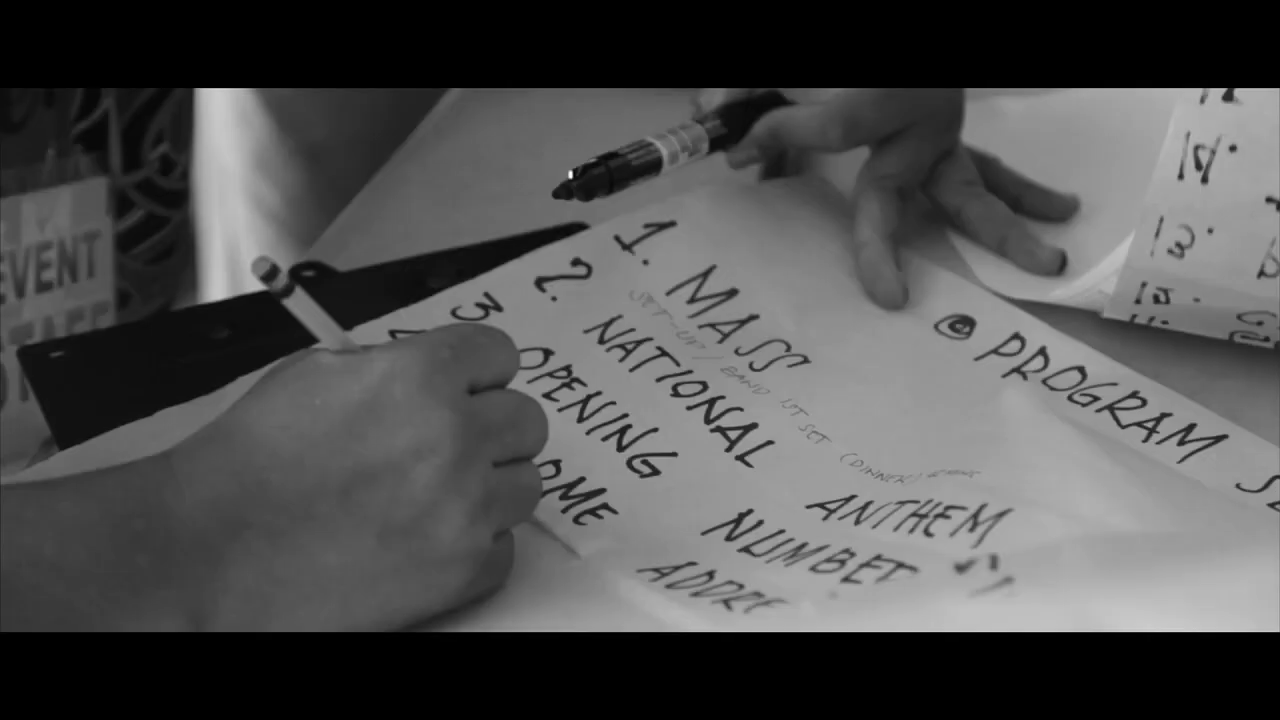 EVENT
@ PROGRAM
1. MASS
SET-UP / BAND 1ST SET (DINNER)
2. NATIONAL ANTHEM
3 OPENING NUMBER
OME ADDRE
14.
13.